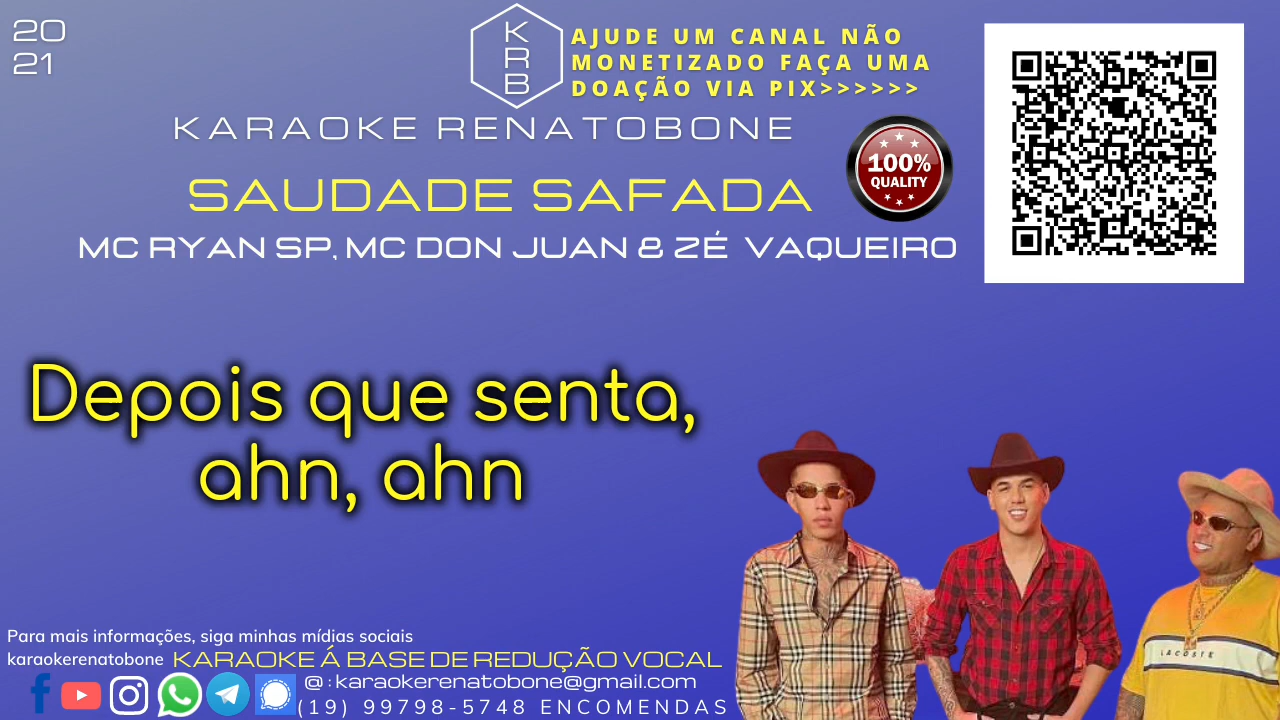 20
21
K
R
B
AJUDE UM CANAL NÃO
MONETIZADO FAÇA UMA
DOAÇÃO VIA PIX>>>>>>
KARAOKE RENATOBONE
100%
QUALITY
SAUDADE SAFADA
MC RYAN SP, MC DON JUAN & ZÉ VAQUEIRO
Depois que senta,
ahn, ahn
LACOSTE
Para mais informações, siga minhas mídias sociais
karaokerenatobone KARAOKE Á BASE DE REDUÇÃO VOCAL
@:karaokerenatobone@gmail.com
(19) 99798-5748 ENCOMENDAS